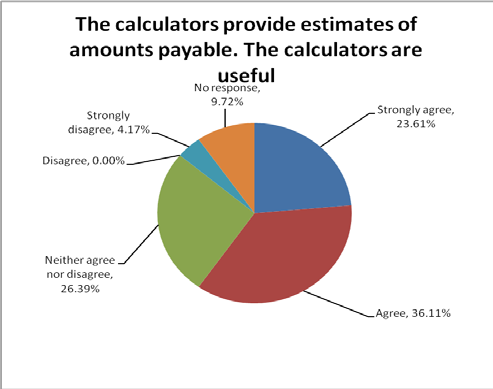 The calculators provide estimates of
amounts payable. The calculators are
useful
No response,
9.72%
Strongly agree,
23.61%
Strongly
disagree, 4.17%
Disagree, 0.00%
Neither agree
nor disagree,
26.39%
Agree, 36.11%